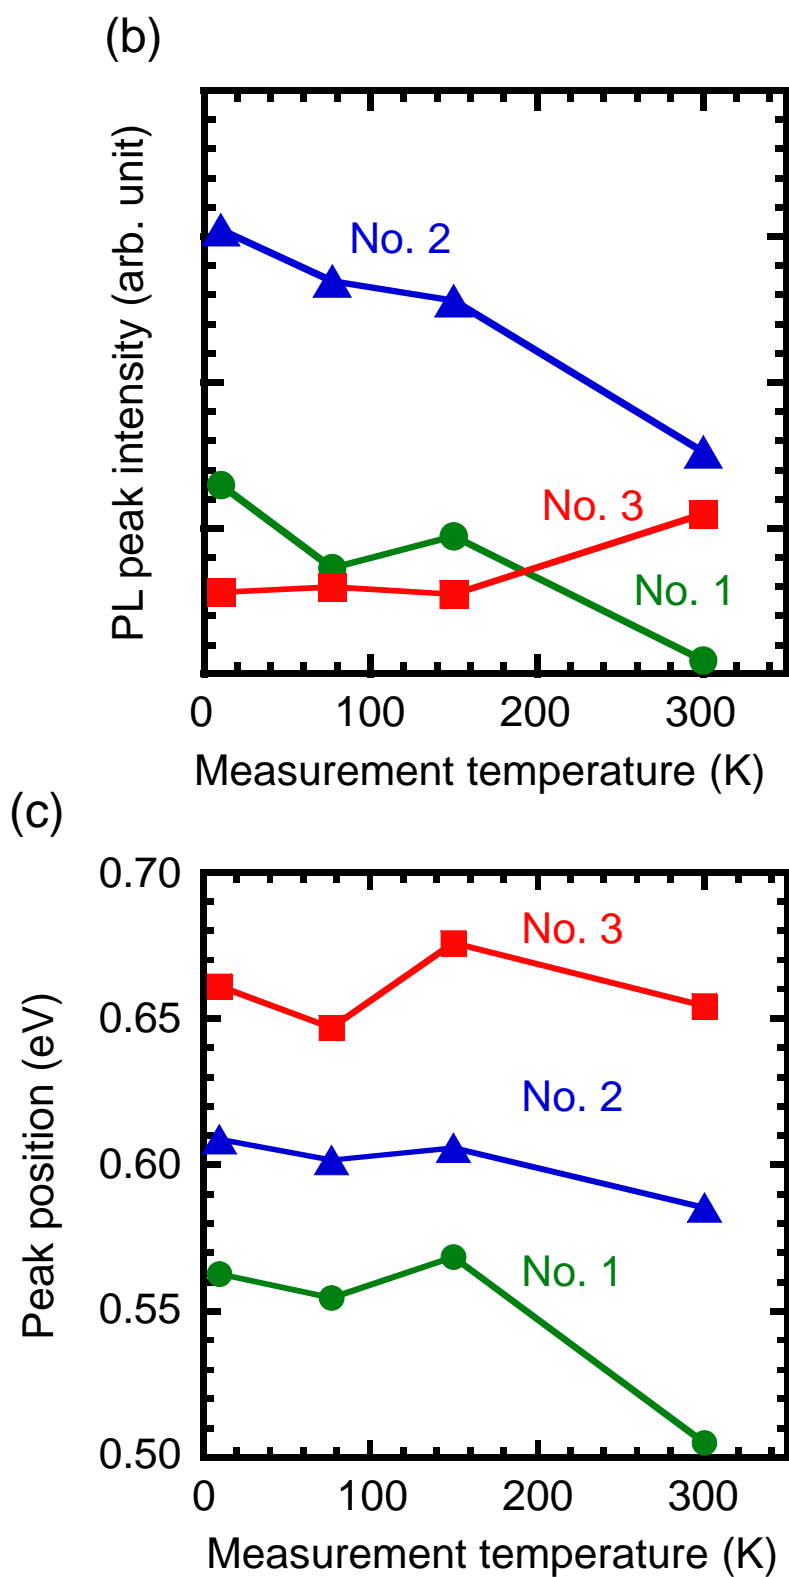 (b)
PL peak intensity (arb. unit)
No. 2
No. 3
No. 1
0 100 200 300
Measurement temperature (K)
(c)
Peak position (eV)
0.70
0.65
0.60
0.55
0.50
No. 3
No. 2
No. 1
0 100 200 300
Measurement temperature (K)